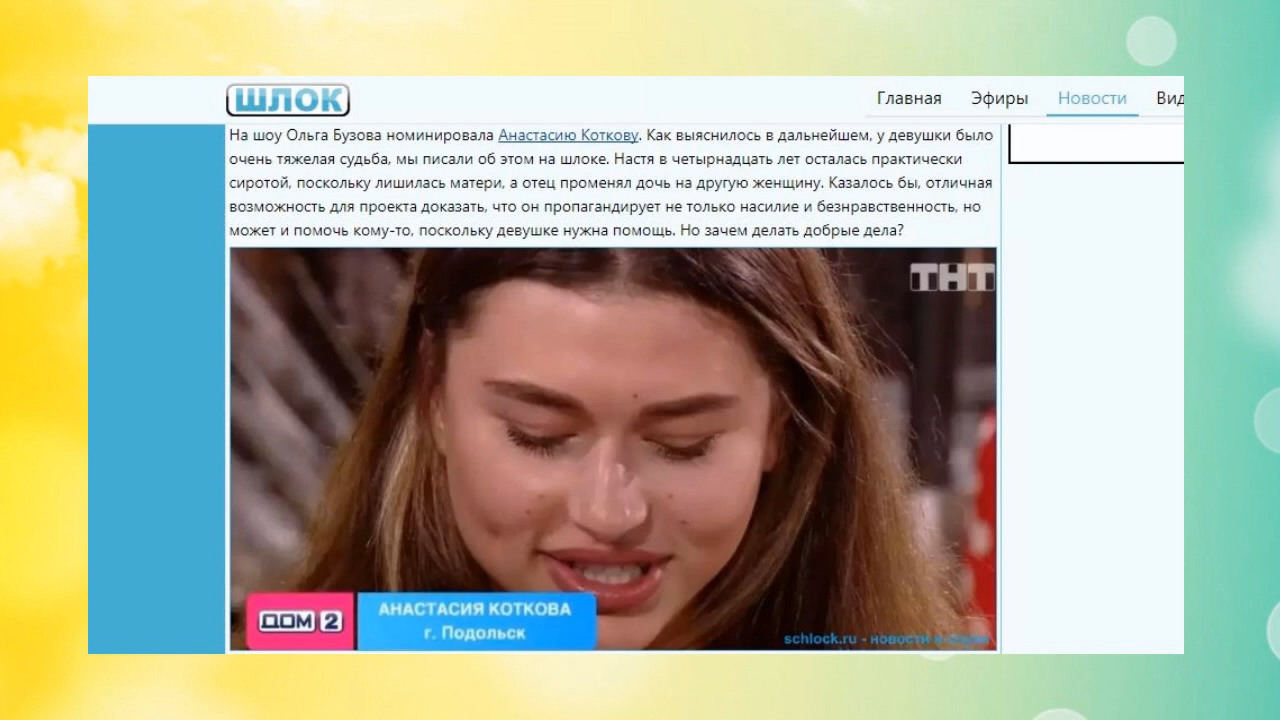 ШЛОК
Главная Эфиры Новости Вид
На шоу Ольга Бузова номинировала Анастасию Коткову. Как выяснилось в дальнейшем, у девушки было
очень тяжелая судьба, мы писали об этом на шлоке. Настя в четырнадцать лет осталась практически
сиротой, поскольку лишилась матери, а отец променял дочь на другую женщину. Казалось бы, отличная
возможность для проекта доказать, что он пропагандирует не только насилие и безнравственность, но
может и помочь кому-то, поскольку девушке нужна помощь. Но зачем делать добрые дела?
ТНТ
ДОМ 2
АНАСТАСИЯ КОТКОВА
г. Подольск
schlock.ru - новости и